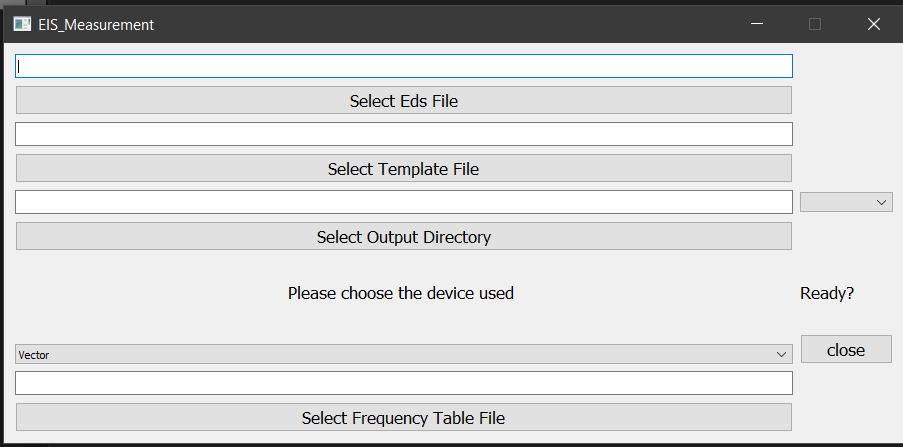 EIS_Measurement
Select Eds File
Select Template File
Select Output Directory
Please choose the device used
Ready?
Vector
close
Select Frequency Table File